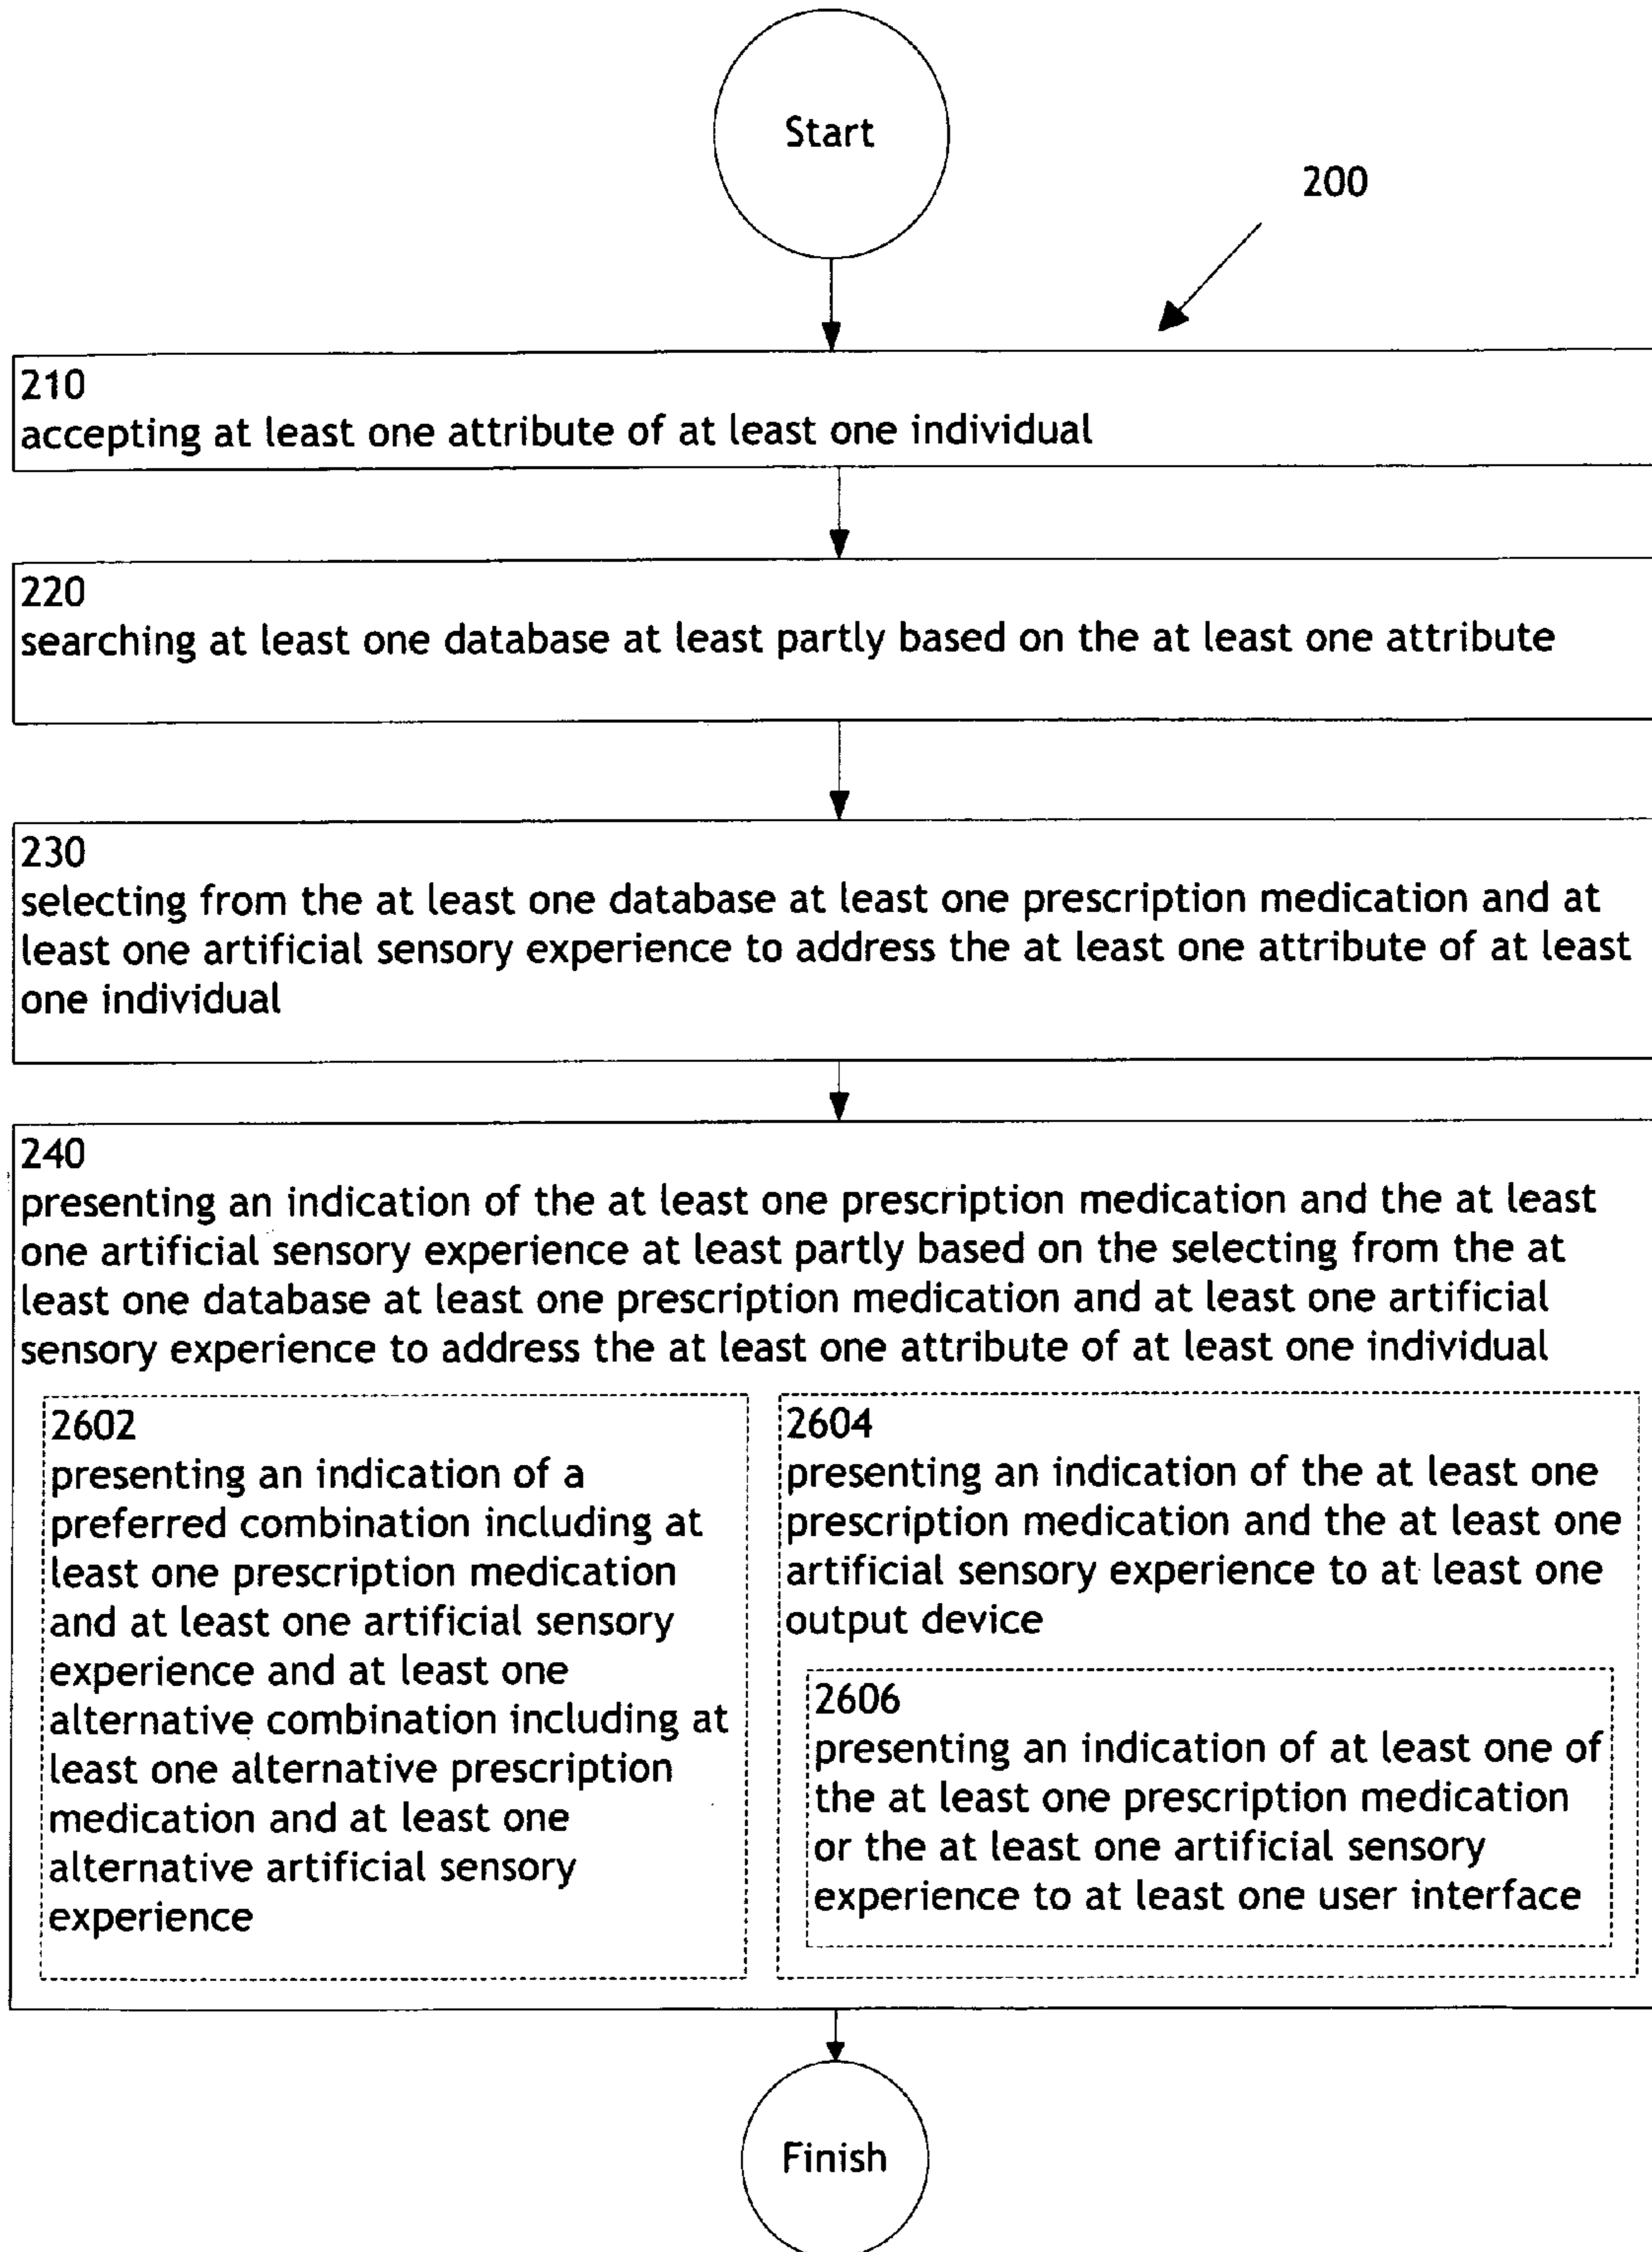 Start
200
210
accepting at least one attribute of at least one individual
220
searching at least one database at least partly based on the at least one attribute
230
selecting from the at least one database at least one prescription medication and at
least one artificial sensory experience to address the at least one attribute of at least
one individual
240
presenting an indication of the at least one prescription medication and the at least
one artificial sensory experience at least partly based on the selecting from the at
least one database at least one prescription medication and at least one artificial
sensory experience to address the at least one attribute of at least one individual
2602
presenting an indication of a
preferred combination including at
least one prescription medication
and at least one artificial sensory
experience and at least one
alternative combination including at
least one alternative prescription
medication and at least one
alternative artificial sensory
experience
2604
presenting an indication of the at least one
prescription medication and the at least one
artificial sensory experience to at least one
output device
2606
presenting an indication of at least one of
the at least one prescription medication
or the at least one artificial sensory
experience to at least one user interface
Finish